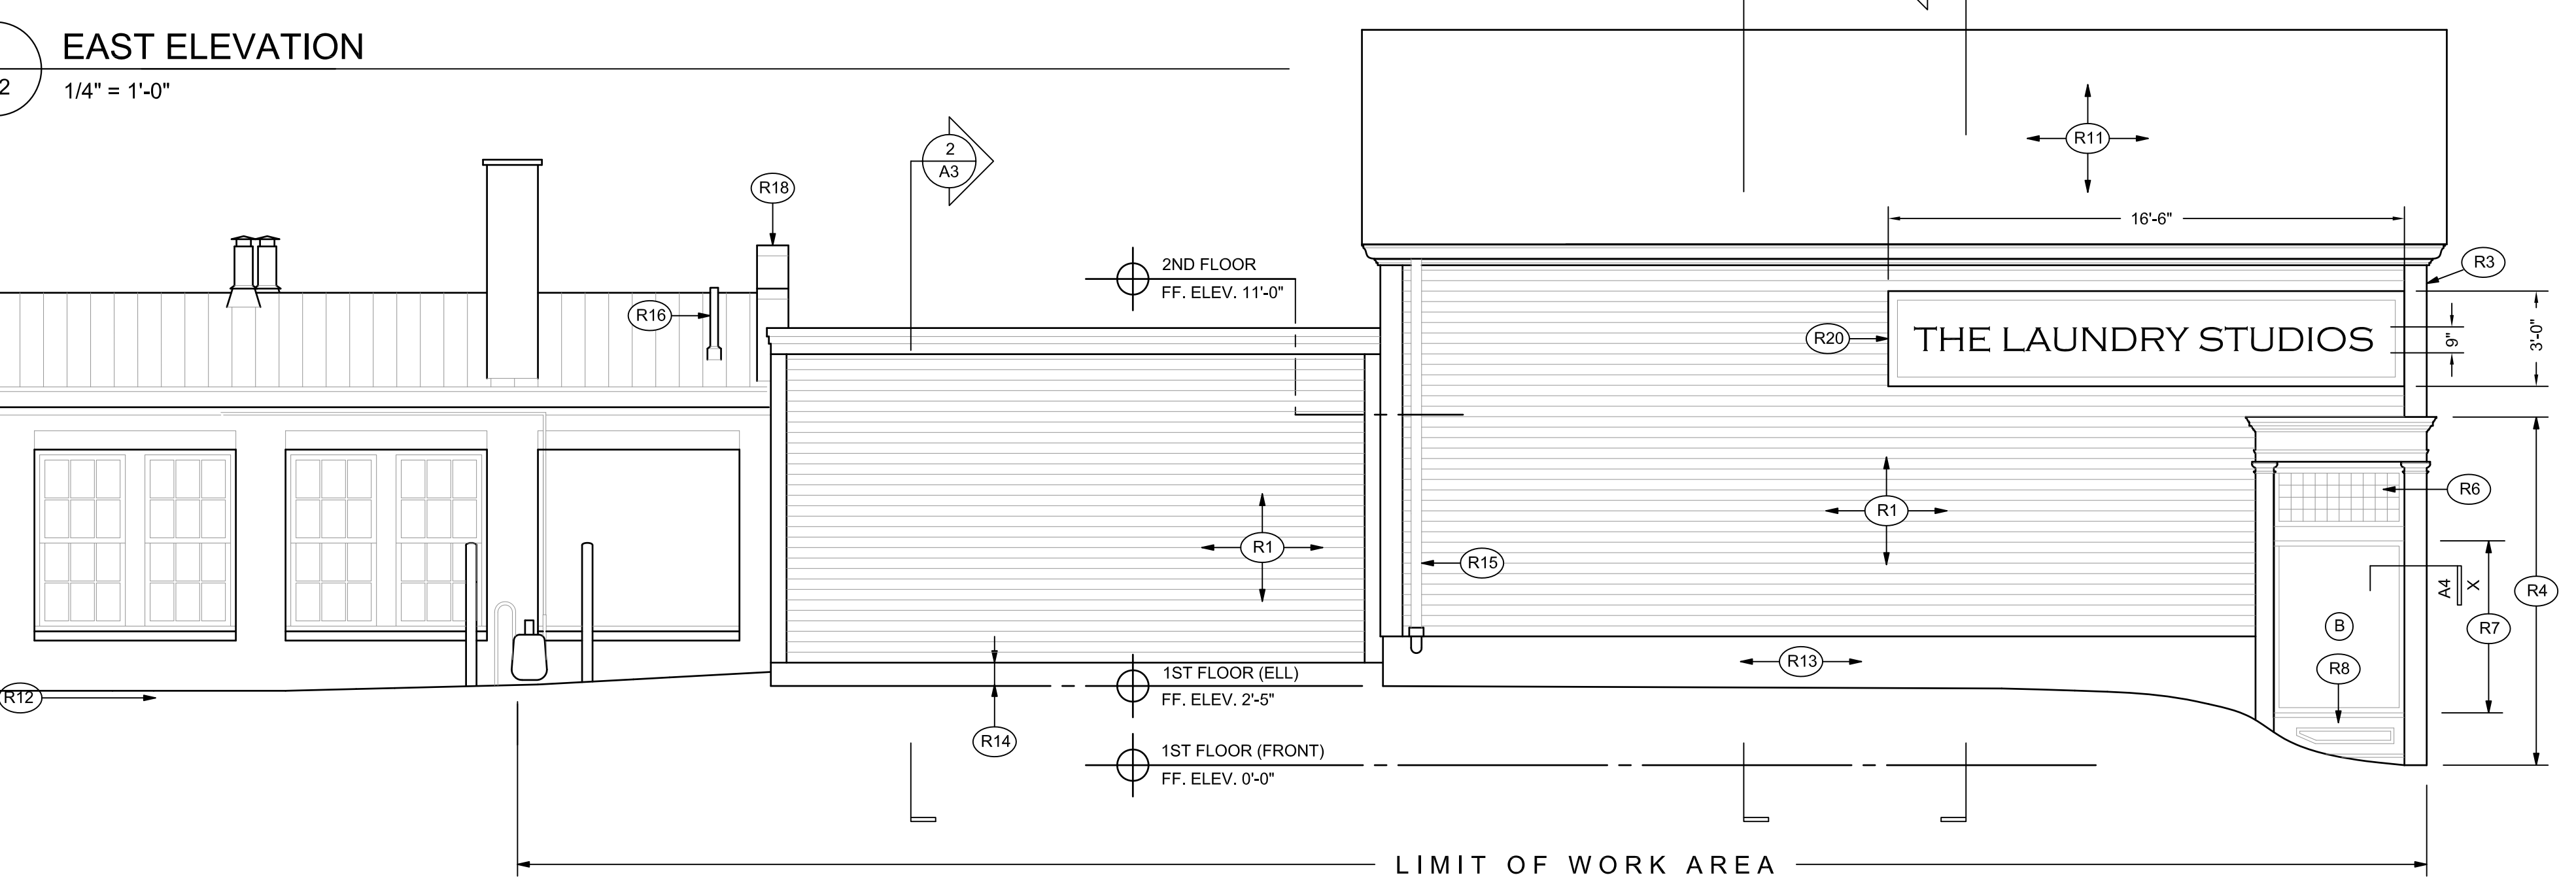 EAST ELEVATION
2
1/4" = 1'-0"
2
A3
R11
R18
16'-6"
2ND FLOOR
FF. ELEV. 11'-0"
R3
R16
R20
THE LAUNDRY STUDIOS
9"
3'-0"
R6
R1
R1
R15
A4
X
R4
B
R7
R13
R8
1ST FLOOR (ELL)
FF. ELEV. 2'-5"
R12
R14
1ST FLOOR (FRONT)
FF. ELEV. 0'-0"
LIMIT OF WORK AREA